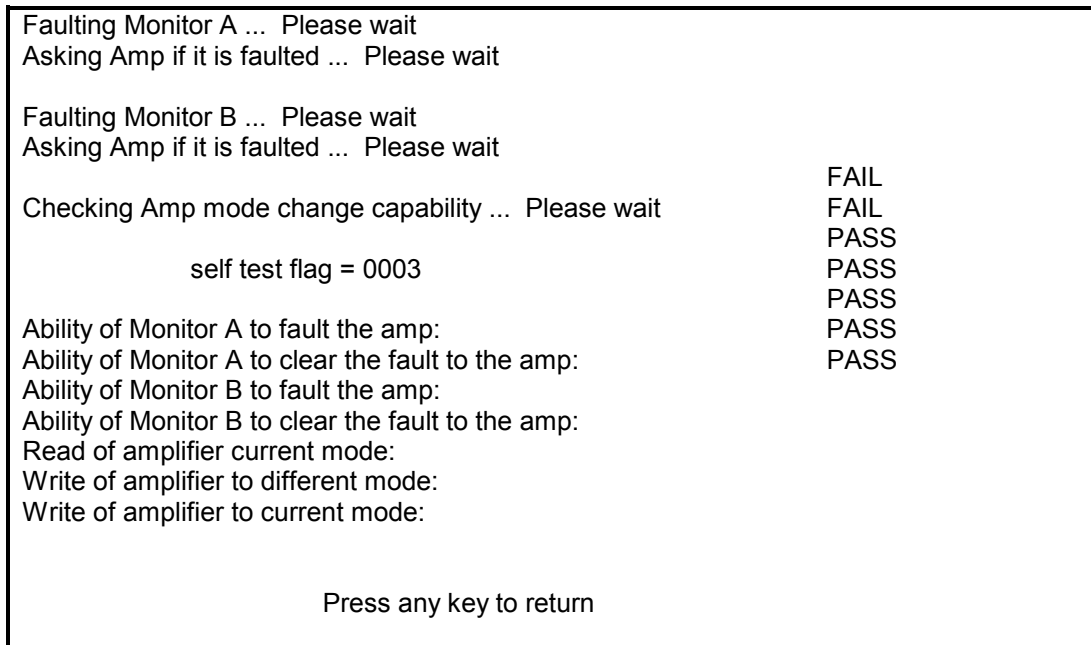 Faulting Monitor A ... Please wait
Asking Amp if it is faulted ... Please wait
Faulting Monitor B ... Please wait
Asking Amp if it is faulted ... Please wait
Checking Amp mode change capability ... Please wait
self test flag = 0003
Ability of Monitor A to fault the amp:
Ability of Monitor A to clear the fault to the amp:
Ability of Monitor B to fault the amp:
Ability of Monitor B to clear the fault to the amp:
Read of amplifier current mode:
Write of amplifier to different mode:
Write of amplifier to current mode:
FAIL
FAIL
PASS
PASS
PASS
PASS
PASS
Press any key to return